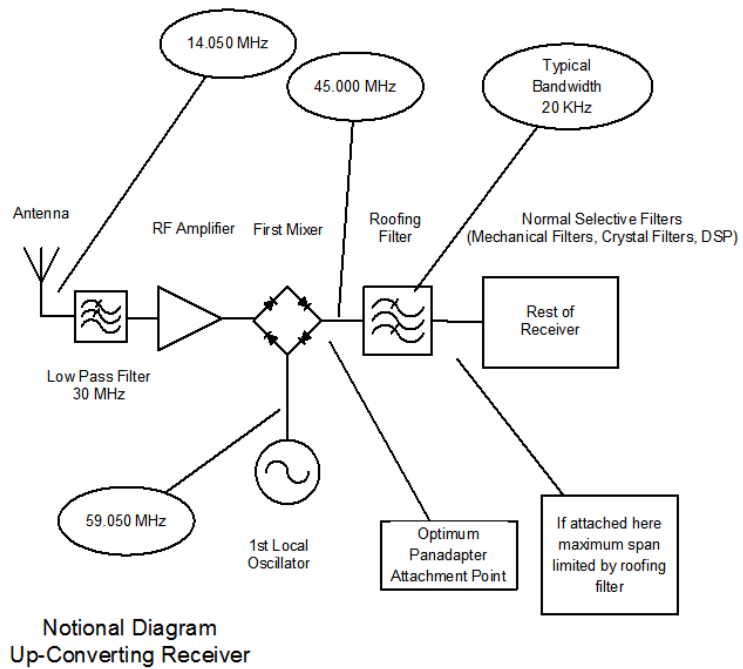 14.050 MHz
45.000 MHz
Typical
Bandwidth
20 KHz
Antenna
RF Amplifier
First Mixer
Roofing
Filter
Normal Selective Filters
(Mechanical Filters, Crystal Filters, DSP)
Rest of
Receiver
Low Pass Filter
30 MHz
59.050 MHz
1st Local
Oscillator
Optimum
Panadapter
Attachment Point
If attached here
maximum span
limited by roofing
filter
Notional Diagram
Up-Converting Receiver